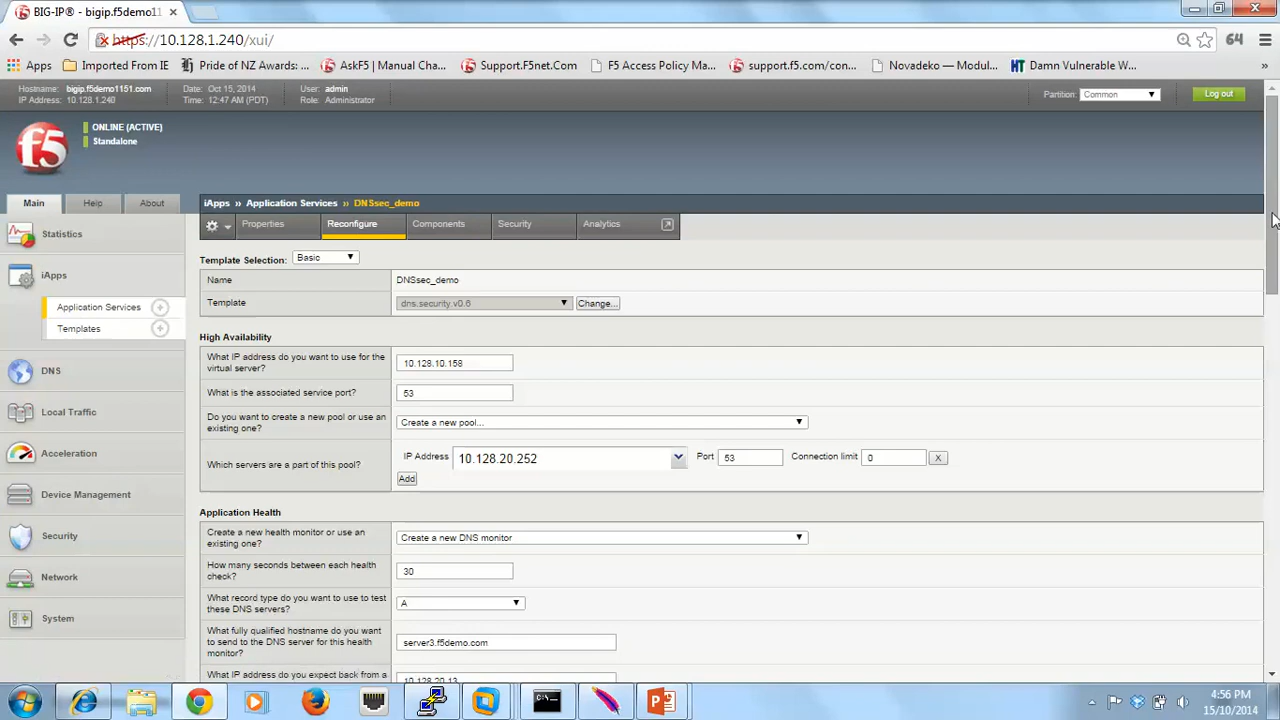 BIG-IP® - bigip.f5demo11
https://10.128.1.240/xui/
64
Apps
Imported From IE
Pride of NZ Awards: ...
AskF5 | Manual Cha...
Support.F5net.Com
F5 Access Policy Ma...
support.f5.com/con...
Novadeko — Modul...
Damn Vulnerable W...
»
Hostname: bigip.f5demo1151.com
IP Address: 10.128.1.240
Date: Oct 15, 2014
Time: 12:47 AM (PDT)
User: admin
Role: Administrator
Partition: Common
Log out
f5
ONLINE (ACTIVE)
Standalone
Main
Help
About
iApps » Application Services » DNSsec_demo
Properties
Reconfigure
Components
Security
Analytics
Statistics
iApps
Application Services
Templates
DNS
Local Traffic
Acceleration
Device Management
Security
Network
System
Template Selection: Basic
Name DNSsec_demo
Template dns.security.v0.6 Change...
High Availability
What IP address do you want to use for the
virtual server?
10.128.10.158
What is the associated service port? 53
Do you want to create a new pool or use an
existing one?
Create a new pool...
Which servers are a part of this pool?
IP Address 10.128.20.252 Port 53 Connection limit 0 X
Add
Application Health
Create a new health monitor or use an
existing one?
Create a new DNS monitor
How many seconds between each health
check?
30
What record type do you want to use to test
these DNS servers?
A
What fully qualified hostname do you want
to send to the DNS server for this health
monitor?
server3.f5demo.com
What IP address do you expect back from a
10.128.20.13
4:56 PM
15/10/2014